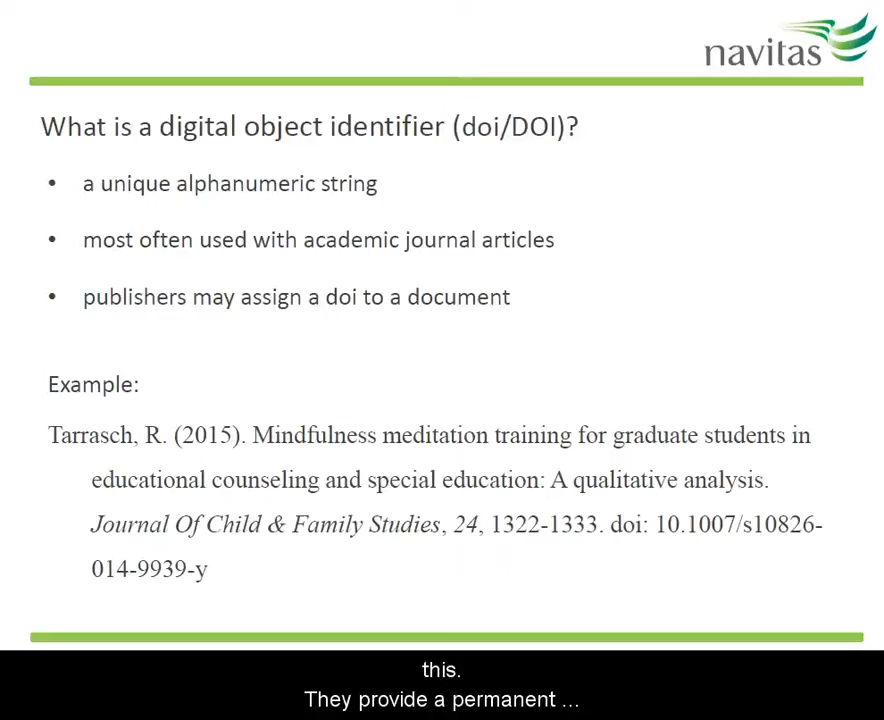 navitas
What is a digital object identifier (doi/DOI)?
• a unique alphanumeric string
• most often used with academic journal articles
• publishers may assign a doi to a document
Example:
Tarrasch, R. (2015). Mindfulness meditation training for graduate students in
educational counseling and special education: A qualitative analysis.
Journal Of Child & Family Studies, 24, 1322-1333. doi: 10.1007/s10826-
014-9939-y
this.
They provide a permanent ...